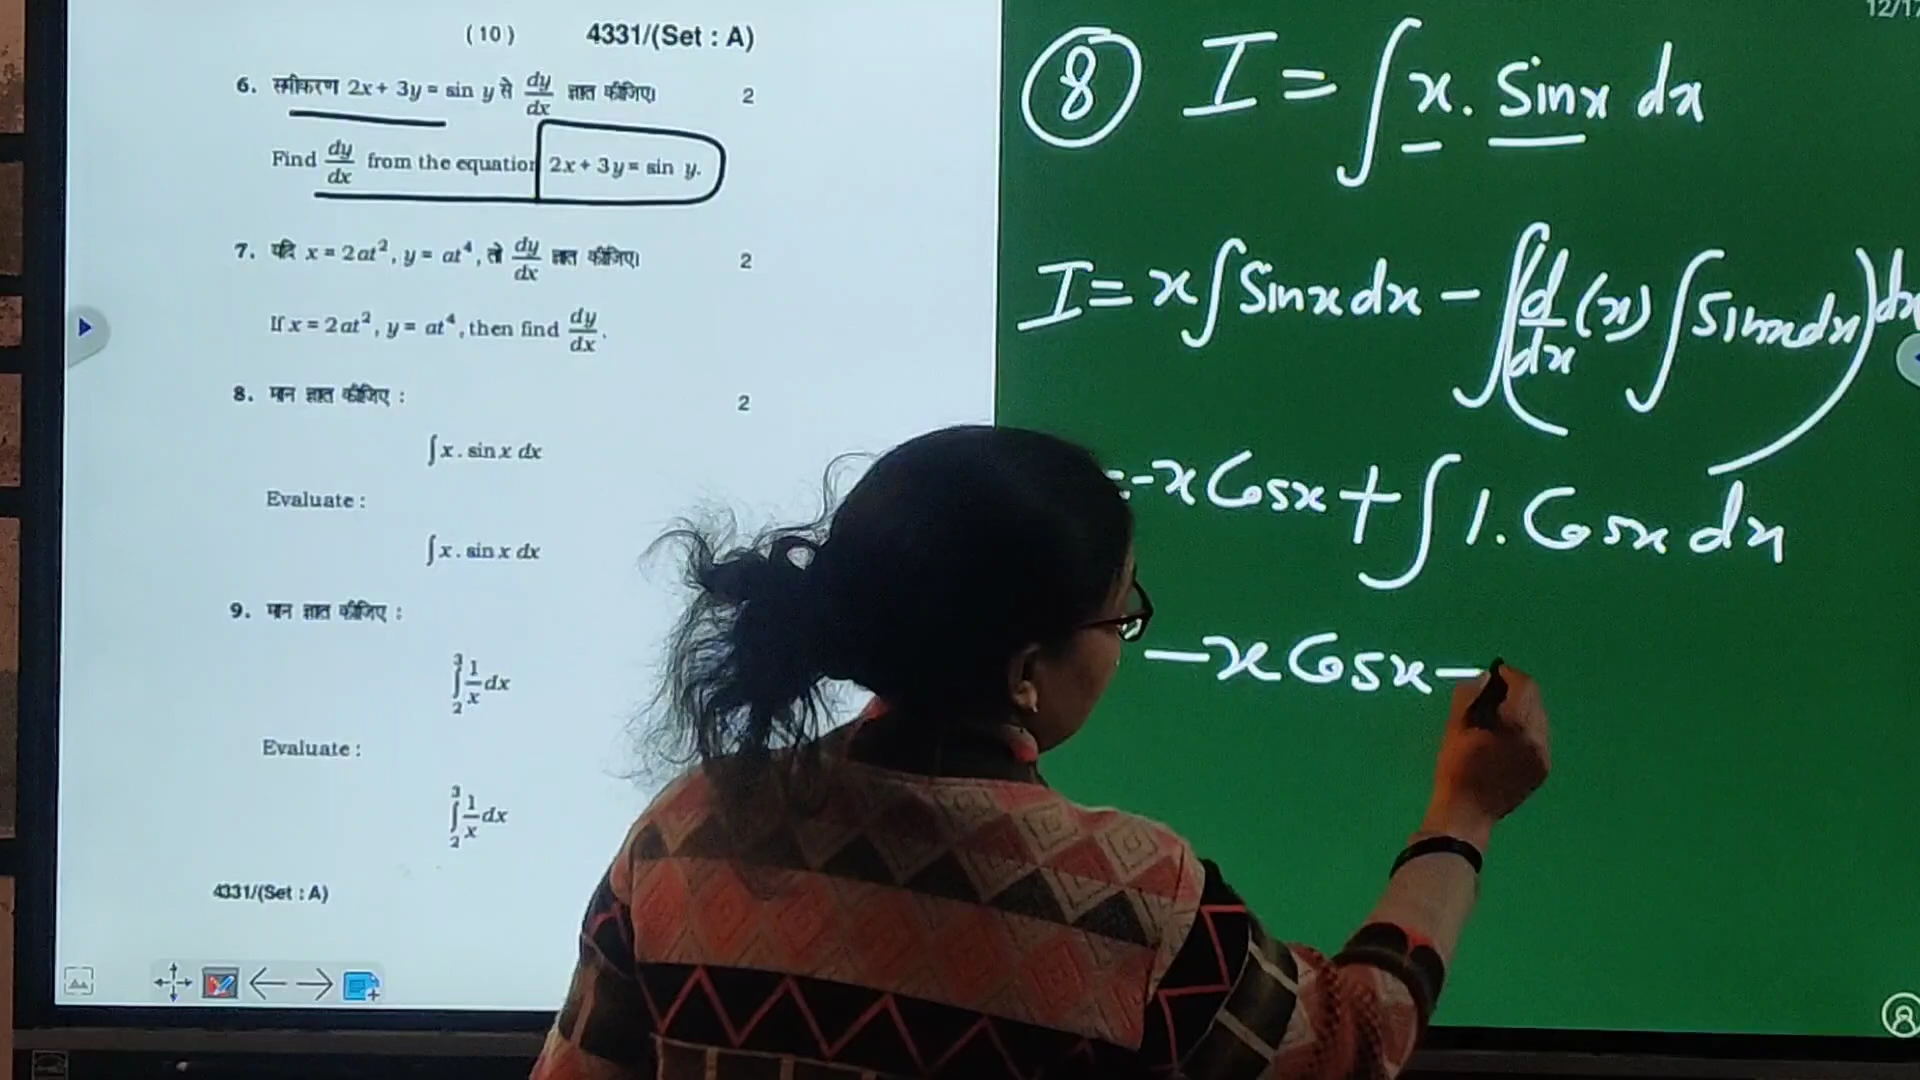 ( 10 ) 4331/(Set : A)
6. समीकरण 2x + 3y = sin y से dy/dx ज्ञात कीजिए। 2
Find dy/dx from the equation 2x + 3y = sin y.
7. यदि x = 2at², y = at⁴, तो dy/dx ज्ञात कीजिए। 2
If x = 2at², y = at⁴, then find dy/dx.
8. मान ज्ञात कीजिए : 2
∫ x . sin x dx
Evaluate :
∫ x . sin x dx
9. मान ज्ञात कीजिए :
∫₂³ 1/x dx
Evaluate :
∫₂³ 1/x dx
4331/(Set : A)
8 I = ∫ x . Sinx dx
I = x ∫ Sinx dx − ∫ ( d/dx (x) ∫ Sinx dx ) dx
= -x Cosx + ∫ 1. Cosx dx
− x Cosx −